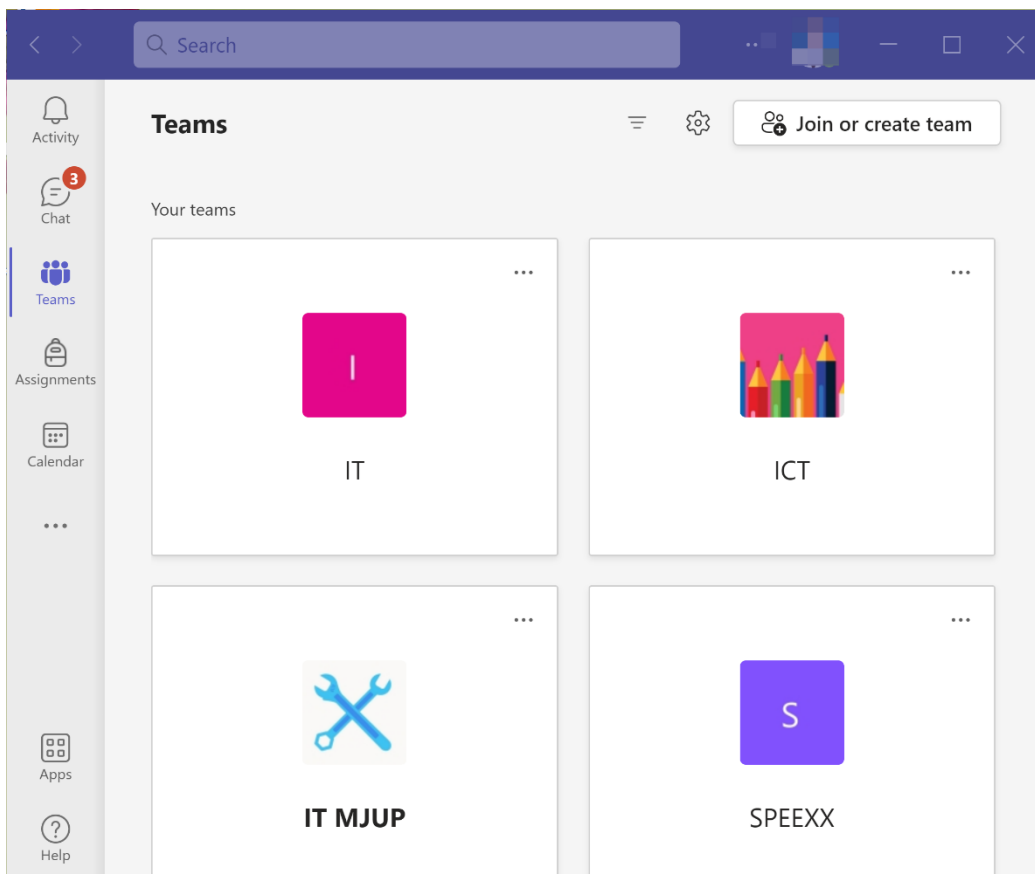 Search
Activity
Teams
Join or create team
3
Chat
Your teams
Teams
I
Assignments
IT
ICT
Calendar
IT MJUP
S
SPEEXX
Apps
Help